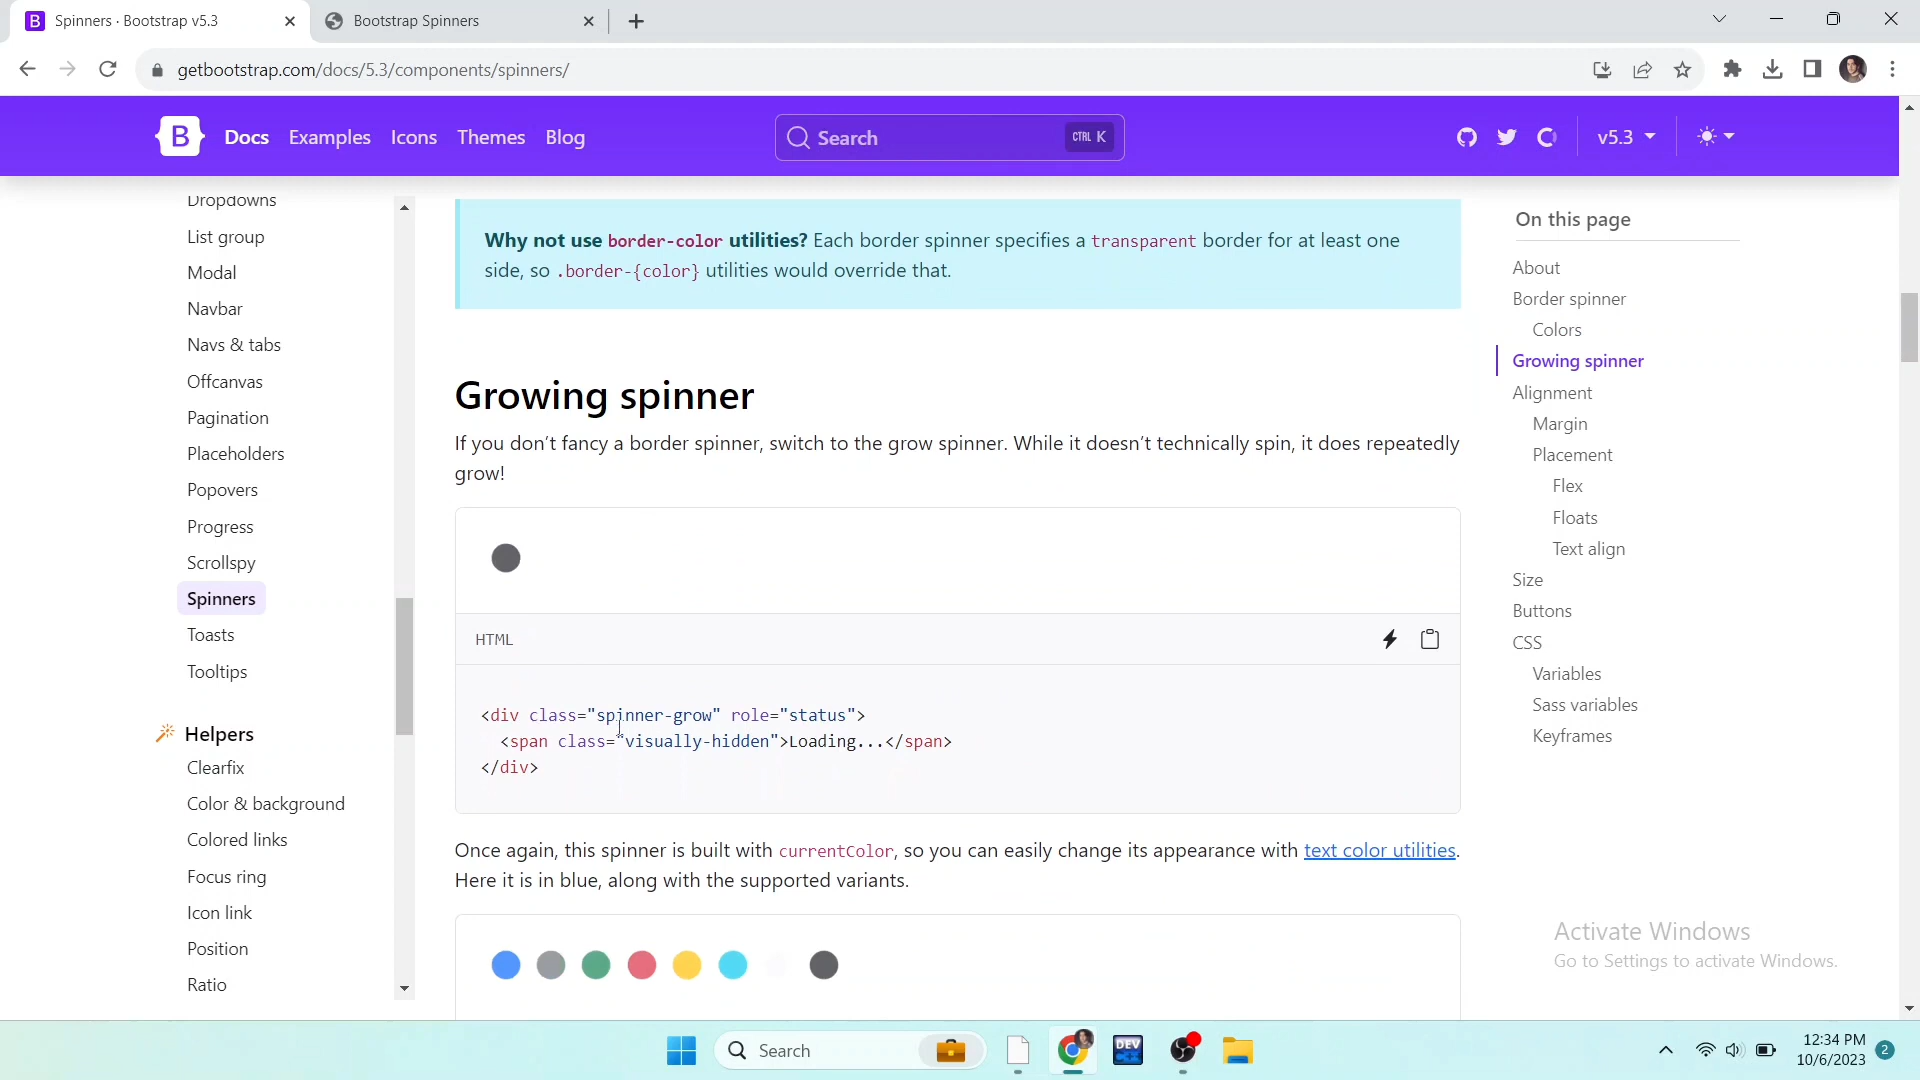 Spinners · Bootstrap v5.3
Bootstrap Spinners
getbootstrap.com/docs/5.3/components/spinners/
B
Docs
Examples
Icons
Themes
Blog
Search
CTRL K
v5.3
Dropdowns
List group
Modal
Navbar
Navs & tabs
Offcanvas
Pagination
Placeholders
Popovers
Progress
Scrollspy
Spinners
Toasts
Tooltips
Helpers
Clearfix
Color & background
Colored links
Focus ring
Icon link
Position
Ratio
Why not use border-color utilities? Each border spinner specifies a transparent border for at least one
side, so .border-{color} utilities would override that.
Growing spinner
If you don’t fancy a border spinner, switch to the grow spinner. While it doesn’t technically spin, it does repeatedly
grow!
HTML
<div class="spinner-grow" role="status">
<span class="visually-hidden">Loading...</span>
</div>
Once again, this spinner is built with currentColor, so you can easily change its appearance with text color utilities.
Here it is in blue, along with the supported variants.
On this page
About
Border spinner
Colors
Growing spinner
Alignment
Margin
Placement
Flex
Floats
Text align
Size
Buttons
CSS
Variables
Sass variables
Keyframes
Activate Windows
Go to Settings to activate Windows.
Search
DEV
12:34 PM
10/6/2023
2